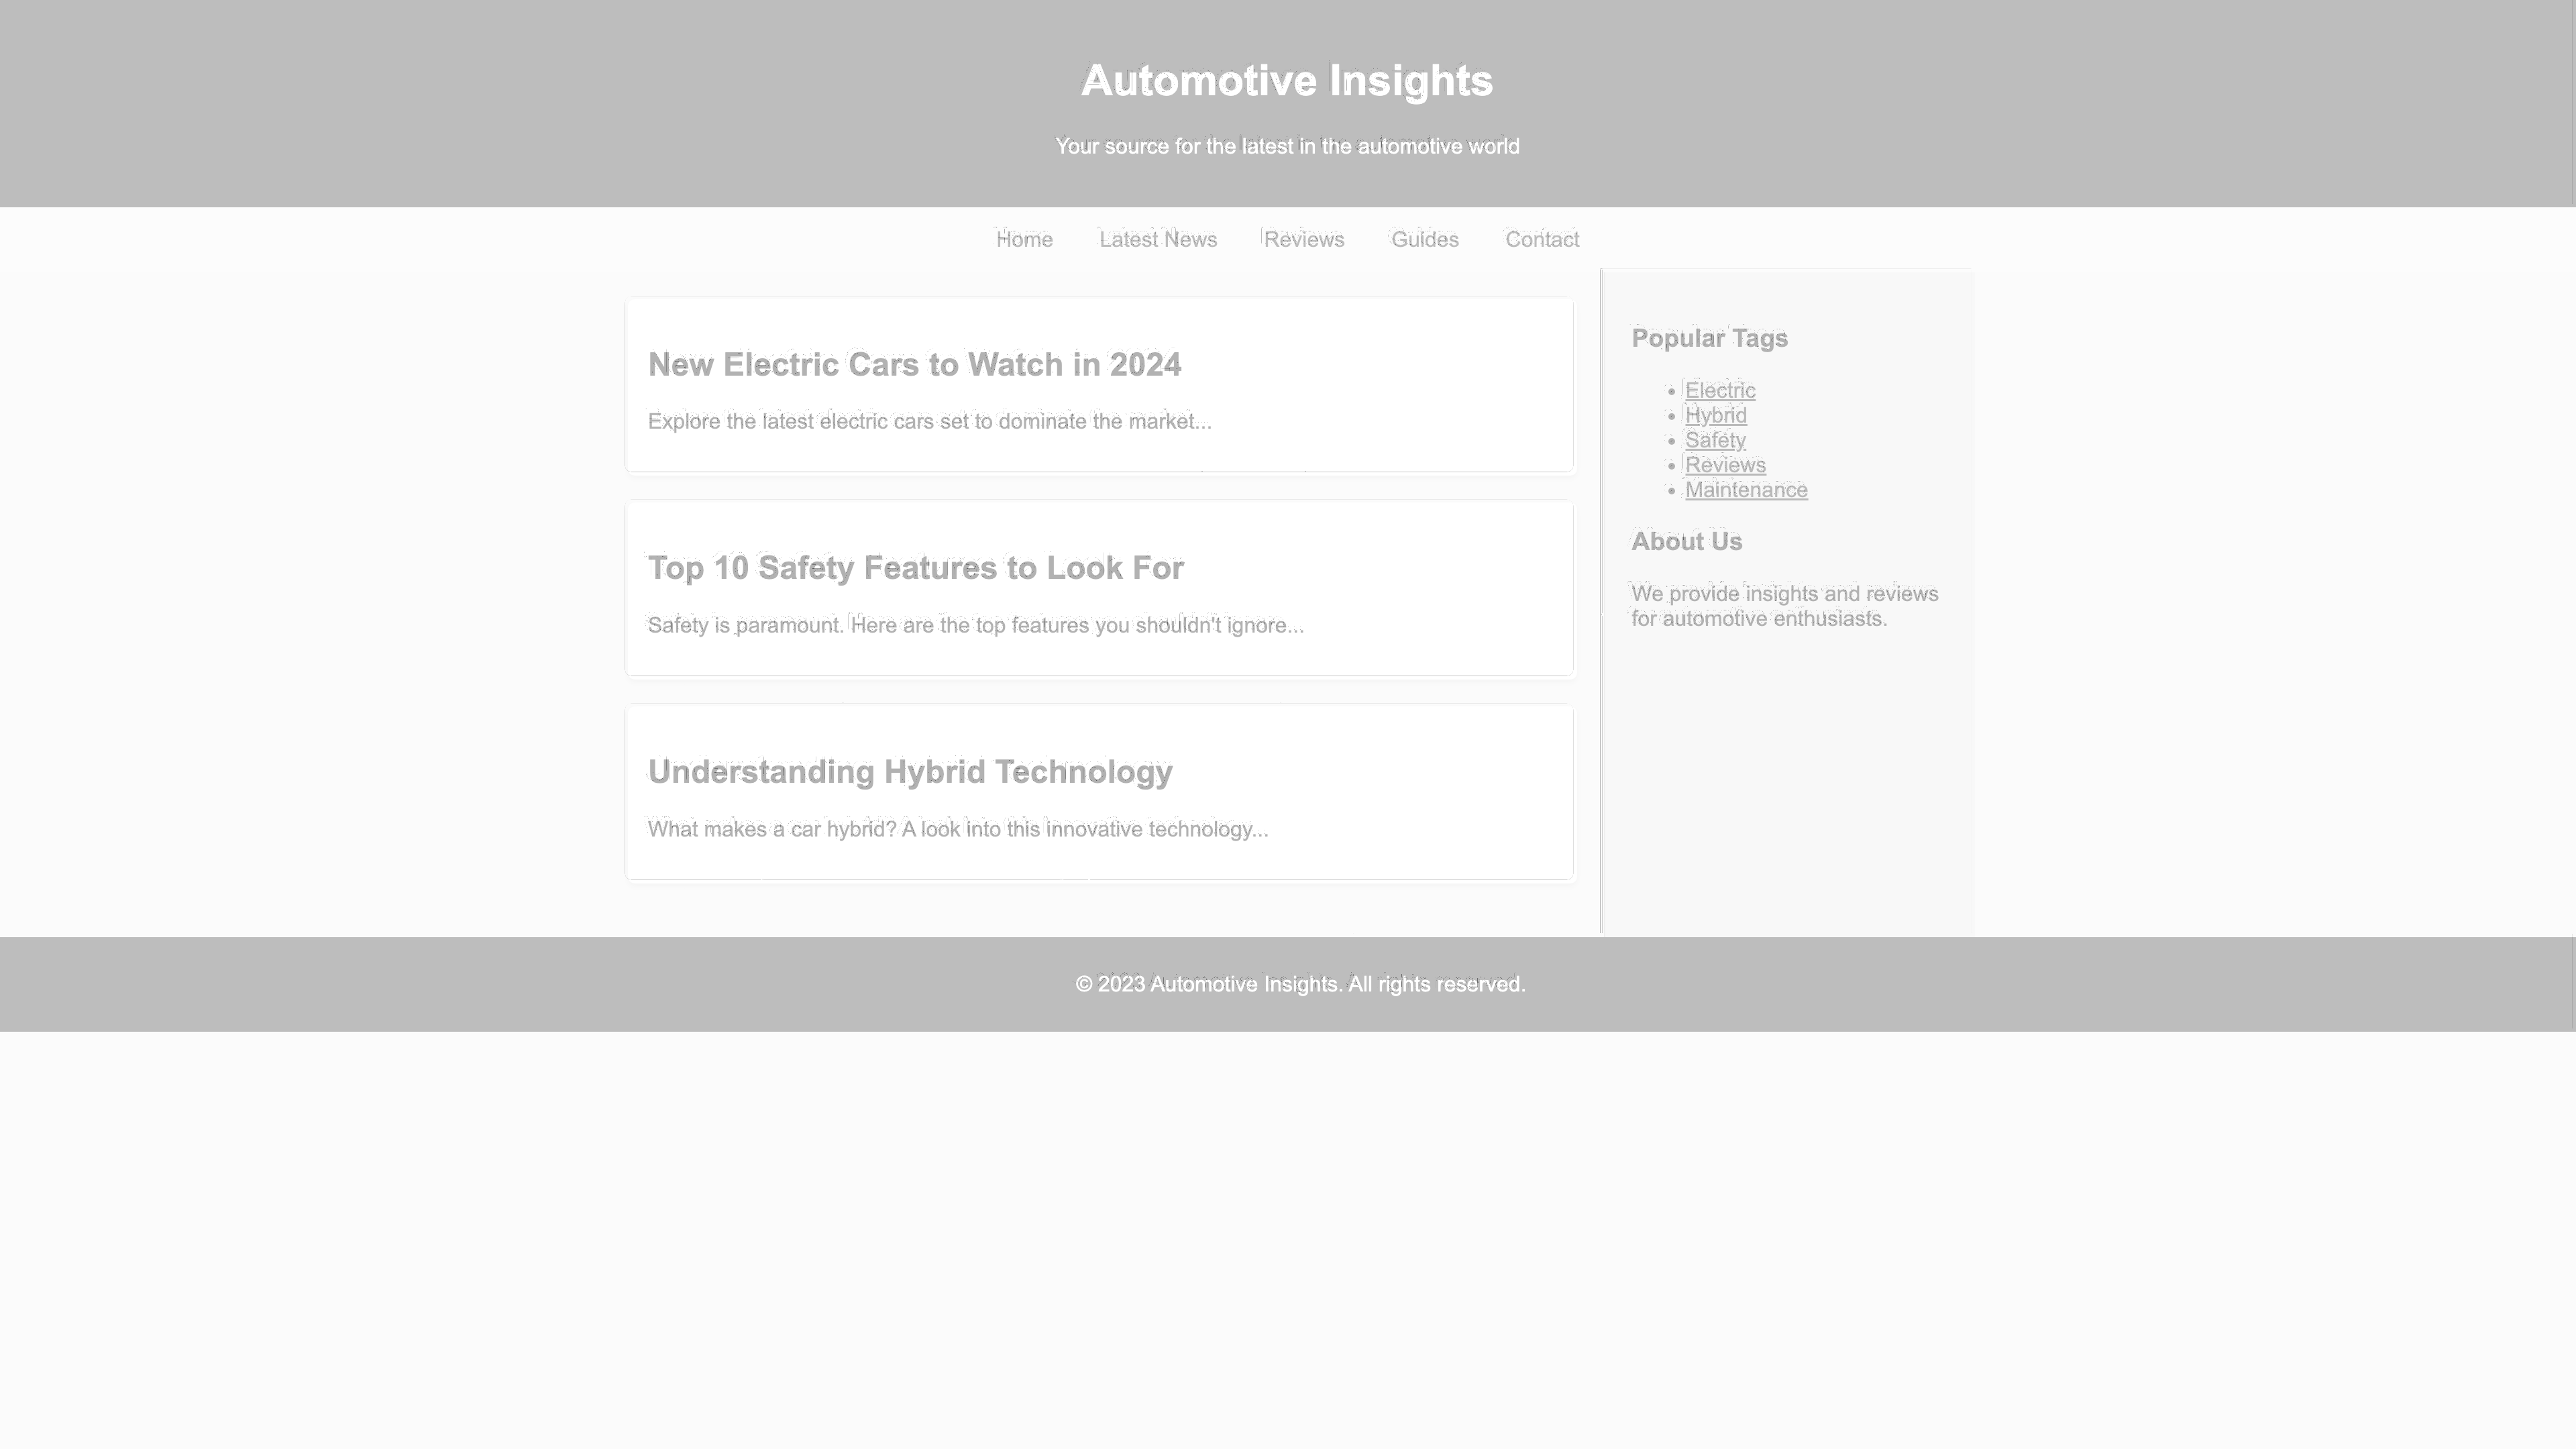 Automotive Insights
Your source for the latest in the automotive world
Home Latest News Reviews Guides Contact
New Electric Cars to Watch in 2024
Explore the latest electric cars set to dominate the market...
Top 10 Safety Features to Look For
Safety is paramount. Here are the top features you shouldn't ignore...
Understanding Hybrid Technology
What makes a car hybrid? A look into this innovative technology...
Popular Tags
Electric
Hybrid
Safety
Reviews
Maintenance
About Us
We provide insights and reviews
for automotive enthusiasts.
© 2023 Automotive Insights. All rights reserved.